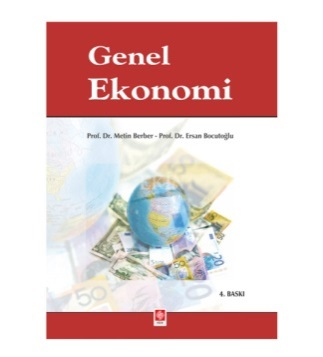 Genel
Ekonomi
Prof. Dr. Metin Berber - Prof. Dr. Ersan Bocutoğlu
4. BASKI